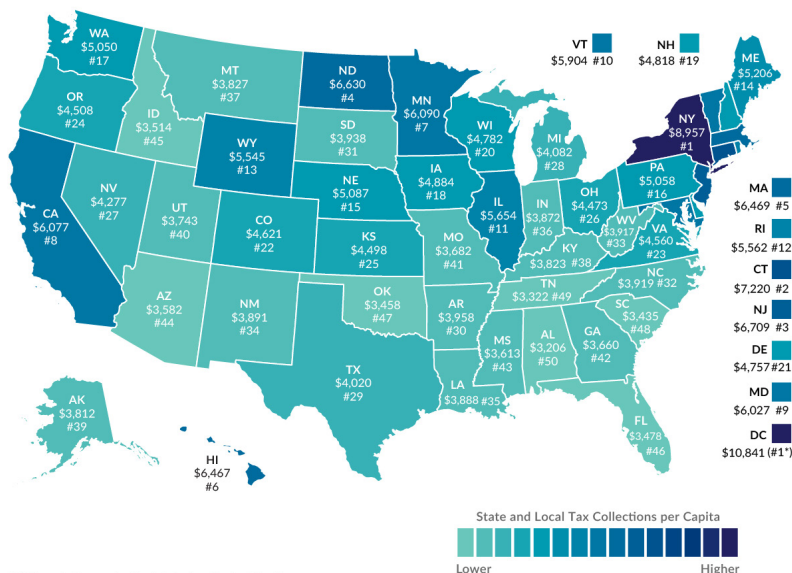 WA
$5,050
#17
OR
$4,508
#24
CA
$6,077
#8
NV
$4,277
#27
ID
$3,514
#45
MT
$3,827
#37
WY
$5,545
#13
UT
$3,743
#40
AZ
$3,582
#44
CO
$4,621
#22
NM
$3,891
#34
ND
$6,630
#4
SD
$3,938
#31
NE
$5,087
#15
KS
$4,498
#25
OK
$3,458
#47
TX
$4,020
#29
MN
$6,090
#7
IA
$4,884
#18
MO
$3,682
#41
AR
$3,958
#30
LA
$3,888 #35
WI
$4,782
#20
IL
$5,654
#11
MI
$4,082
#28
IN
$3,872
#36
OH
$4,473
#26
KY
$3,823 #38
TN
$3,322 #49
MS
$3,613
#43
AL
$3,206
#50
GA
$3,660
#42
FL
$3,478
#46
SC
$3,435
#48
NC
$3,919 #32
VA
$4,560
#23
WV
$3,917
#33
PA
$5,058
#16
NY
$8,957
#1
ME
$5,206
#14
VT
$5,904 #10
NH
$4,818 #19
MA
$6,469 #5
RI
$5,562 #12
CT
$7,220 #2
NJ
$6,709 #3
DE
$4,757 #21
MD
$6,027 #9
DC
$10,841 (#1*)
AK
$3,812
#39
HI
$6,467
#6
State and Local Tax Collections per Capita
Lower Higher